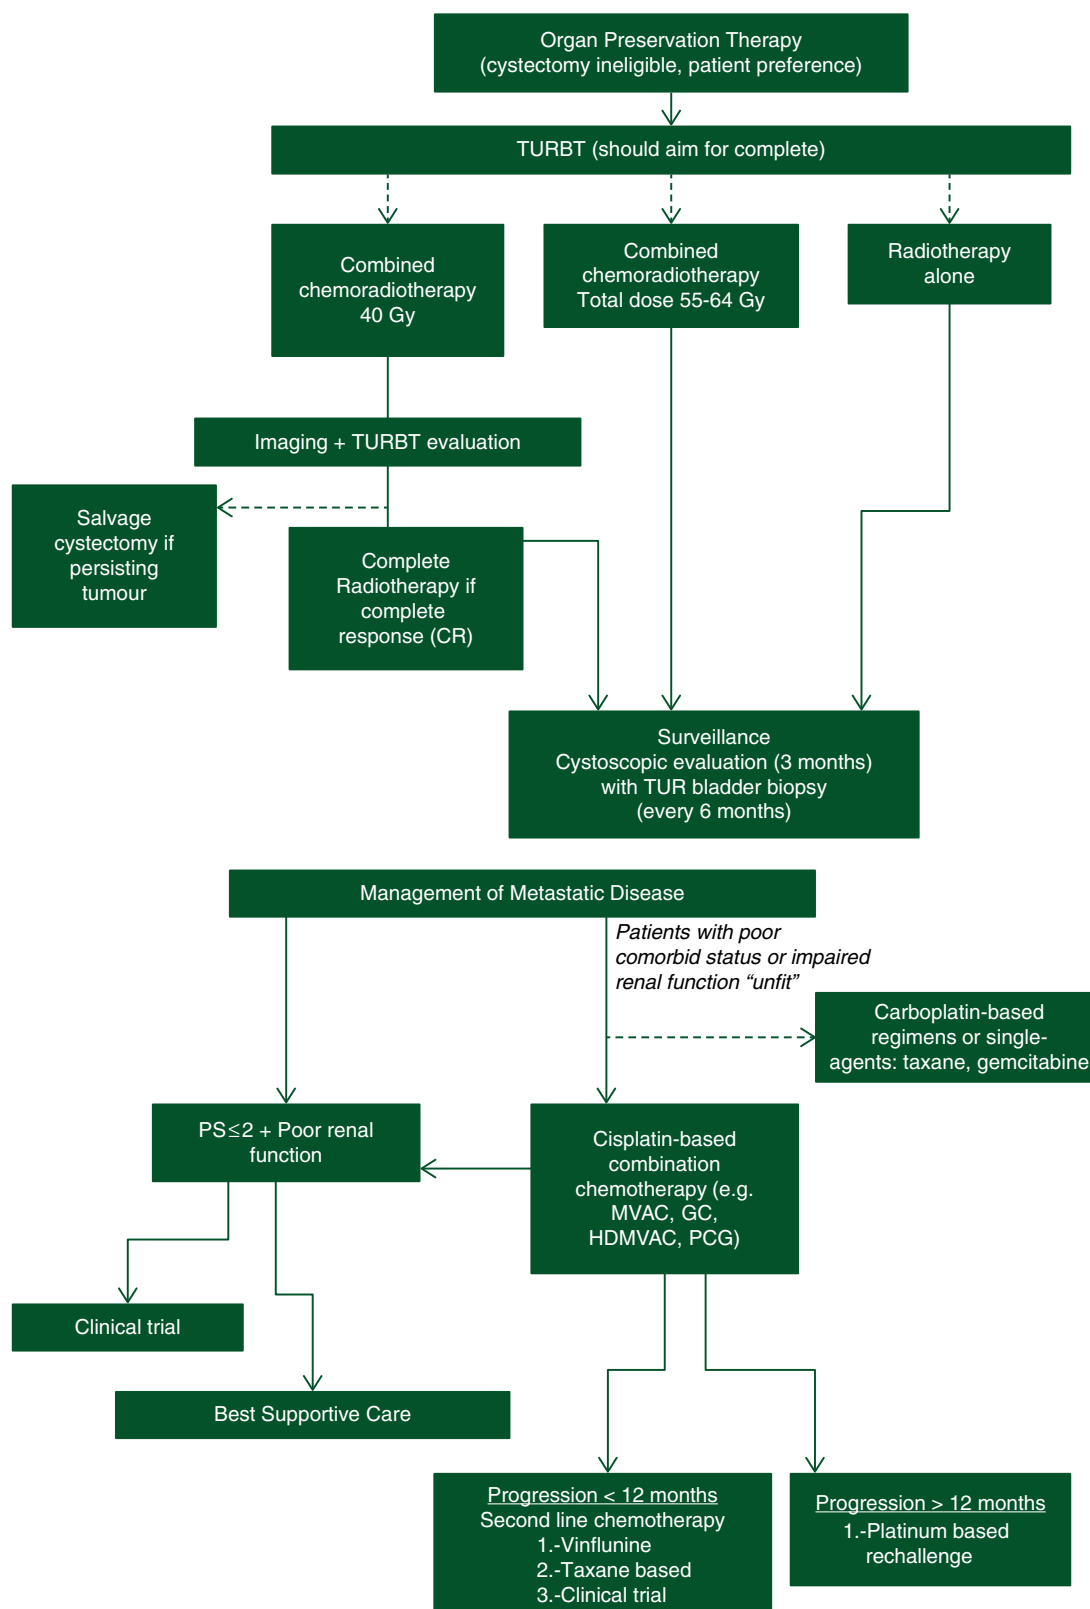 Organ Preservation Therapy
(cystectomy ineligible, patient preference)
TURBT (should aim for complete)
Combined
chemoradiotherapy
40 Gy
Combined
chemoradiotherapy
Total dose 55-64 Gy
Radiotherapy
alone
Imaging + TURBT evaluation
Salvage
cystectomy if
persisting
tumour
Complete
Radiotherapy if
complete
response (CR)
Surveillance
Cystoscopic evaluation (3 months)
with TUR bladder biopsy
(every 6 months)
Management of Metastatic Disease
Patients with poor
comorbid status or impaired
renal function “unfit”
Carboplatin-based
regimens or single-
agents: taxane, gemcitabine
PS≤2 + Poor renal
function
Cisplatin-based
combination
chemotherapy (e.g.
MVAC, GC,
HDMVAC, PCG)
Clinical trial
Best Supportive Care
Progression < 12 months
Second line chemotherapy
1.-Vinflunine
2.-Taxane based
3.-Clinical trial
Progression > 12 months
1.-Platinum based
rechallenge